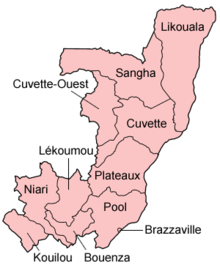 Likouala
Sangha
Cuvette-Ouest
Cuvette
Lékoumou
Plateaux
Niari
Pool
Brazzaville
Kouilou
Bouenza